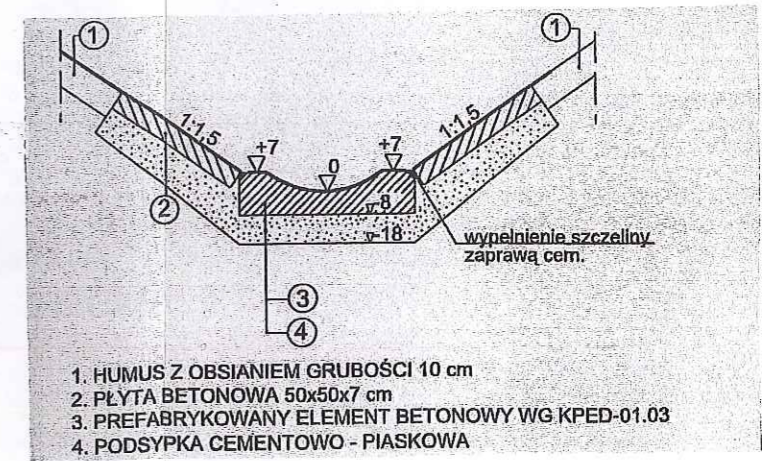 1 1
1:1,5 1:1,5
+7 0 +7
-8
-18
2
wypełnienie szczeliny
zaprawą cem.
3
4
1. HUMUS Z OBSIANIEM GRUBOŚCI 10 cm
2. PŁYTA BETONOWA 50x50x7 cm
3. PREFABRYKOWANY ELEMENT BETONOWY WG KPED-01.03
4. PODSYPKA CEMENTOWO - PIASKOWA